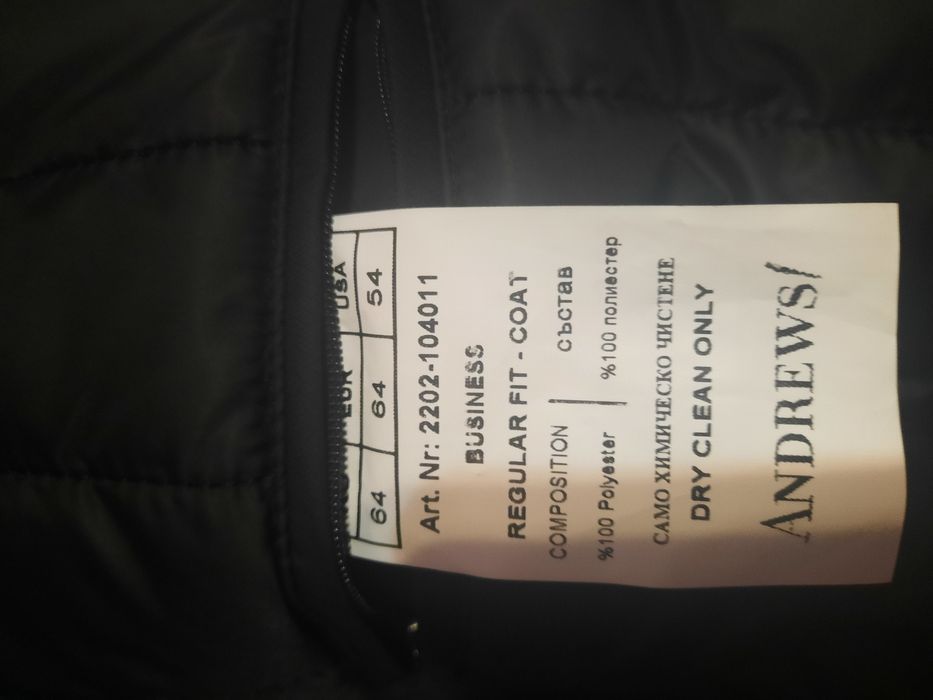 EUR USA
64 64 54
Art. Nr: 2202-104011
BUSINESS
REGULAR FIT - COAT
COMPOSITION | състав
%100 Polyester | %100 полиестер
САМО ХИМИЧЕСКО ЧИСТЕНЕ
DRY CLEAN ONLY
ANDREWS/